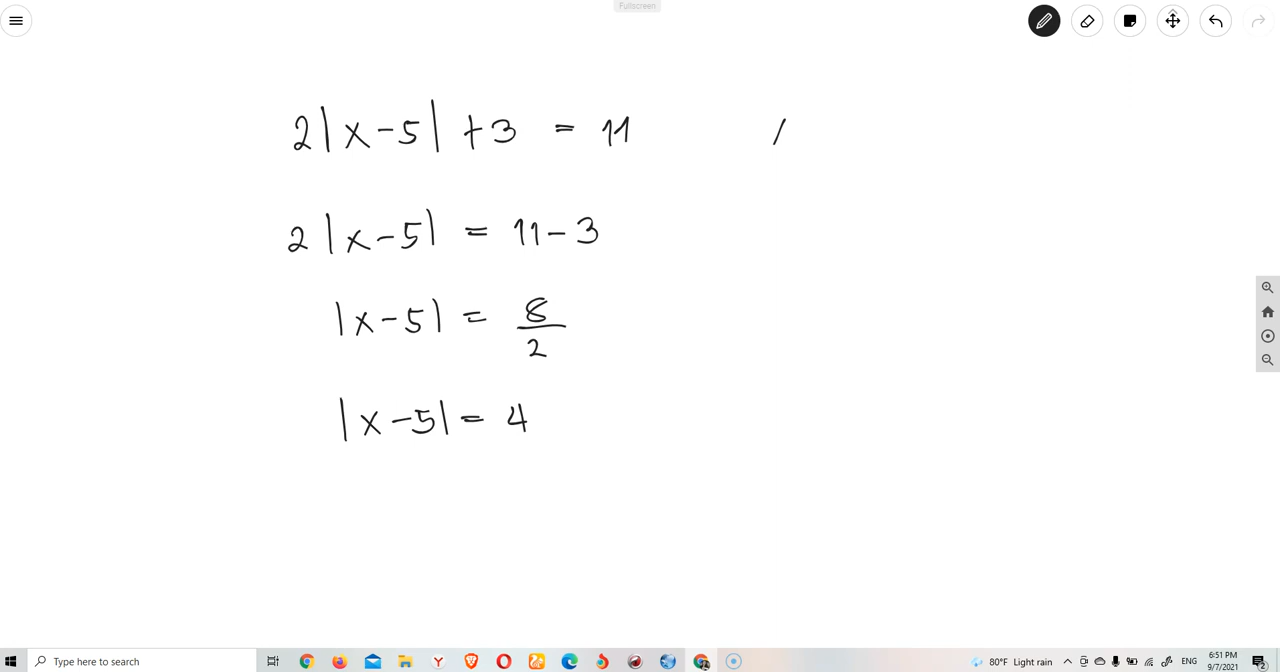 Fullscreen
2|x-5| +3 = 11 /
2 |x-5| = 11-3
|x-5| = 8/2
|x-5| = 4
Type here to search
80°F Light rain
ENG
6:51 PM
9/7/2021
2